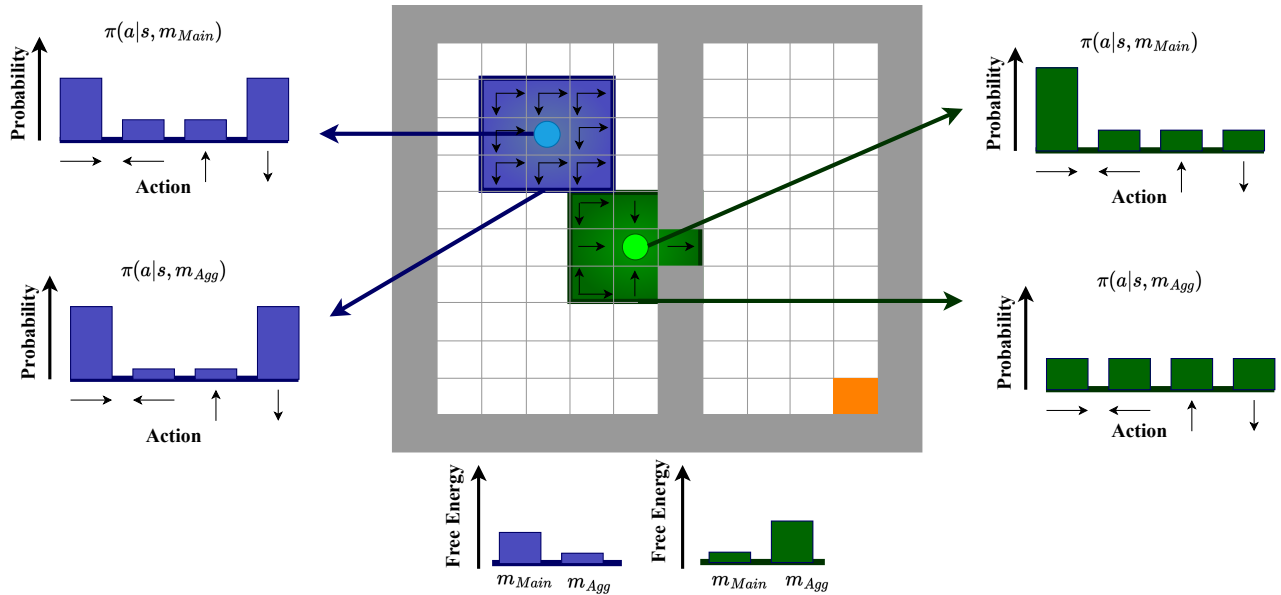 π(a|s, m_Main)
Probability
Action
π(a|s, m_Agg)
Probability
Action
π(a|s, m_Main)
Probability
Action
π(a|s, m_Agg)
Probability
Action
Free Energy
m_Main m_Agg
Free Energy
m_Main m_Agg